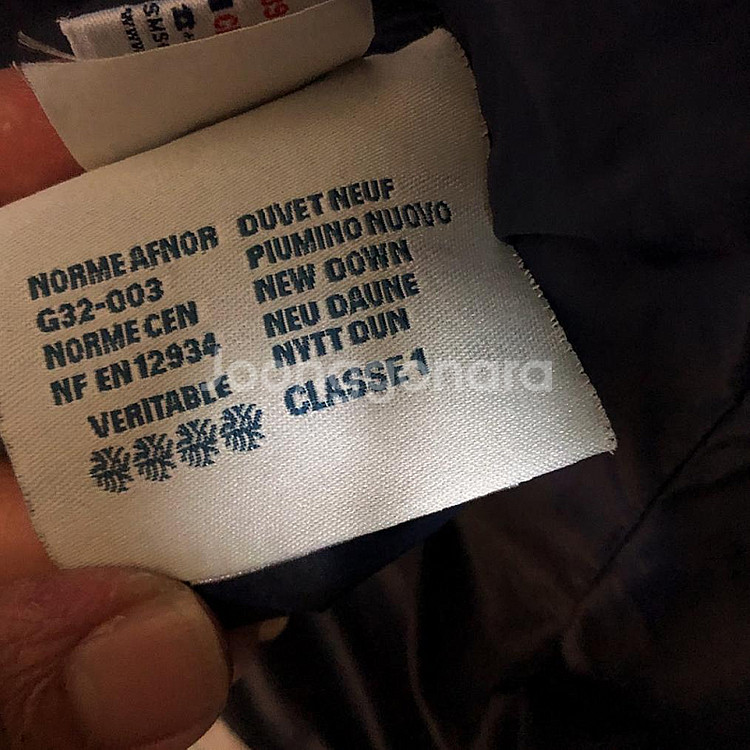 NORME AFNOR
G32-003
NORME CEN
NF EN 12934
VERITABLE
DUVET NEUF
PIUMINO NUOVO
NEW DOWN
NEU DAUNE
NYTT DUN
CLASSE 1